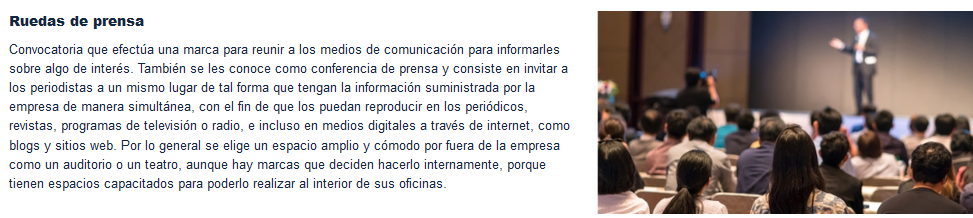 Ruedas de prensa
Convocatoria que efectúa una marca para reunir a los medios de comunicación para informarles
sobre algo de interés. También se les conoce como conferencia de prensa y consiste en invitar a
los periodistas a un mismo lugar de tal forma que tengan la información suministrada por la
empresa de manera simultánea, con el fin de que los puedan reproducir en los periódicos,
revistas, programas de televisión o radio, e incluso en medios digitales a través de internet, como
blogs y sitios web. Por lo general se elige un espacio amplio y cómodo por fuera de la empresa
como un auditorio o un teatro, aunque hay marcas que deciden hacerlo internamente, porque
tienen espacios capacitados para poderlo realizar al interior de sus oficinas.